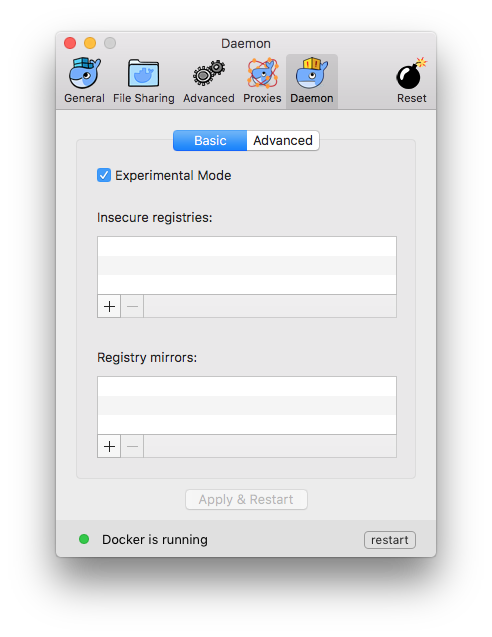 Daemon
General File Sharing Advanced Proxies Daemon Reset
Basic Advanced
Experimental Mode
Insecure registries:
Registry mirrors:
Apply & Restart
Docker is running restart